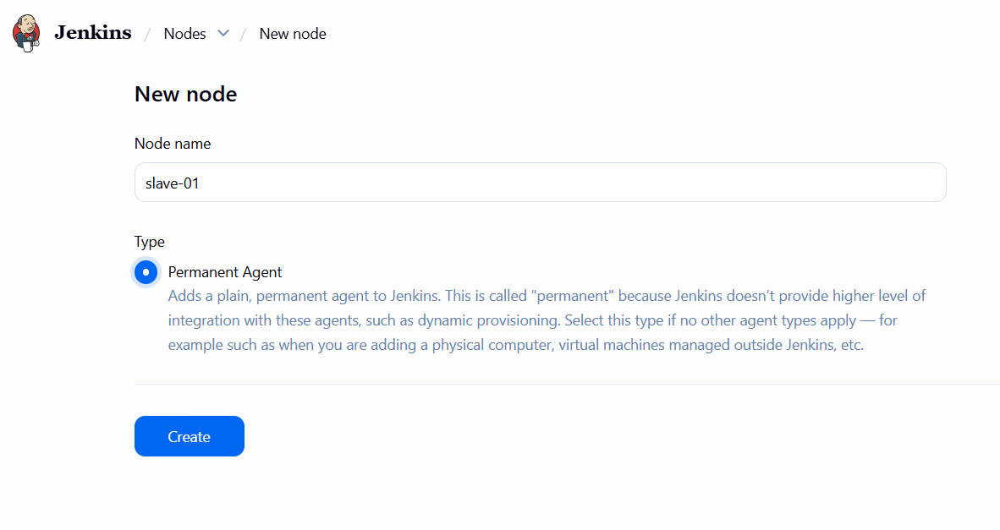 Jenkins / Nodes / New node
New node
Node name
slave-01
Type
Permanent Agent
Adds a plain, permanent agent to Jenkins. This is called "permanent" because Jenkins doesn’t provide higher level of
integration with these agents, such as dynamic provisioning. Select this type if no other agent types apply — for
example such as when you are adding a physical computer, virtual machines managed outside Jenkins, etc.
Create